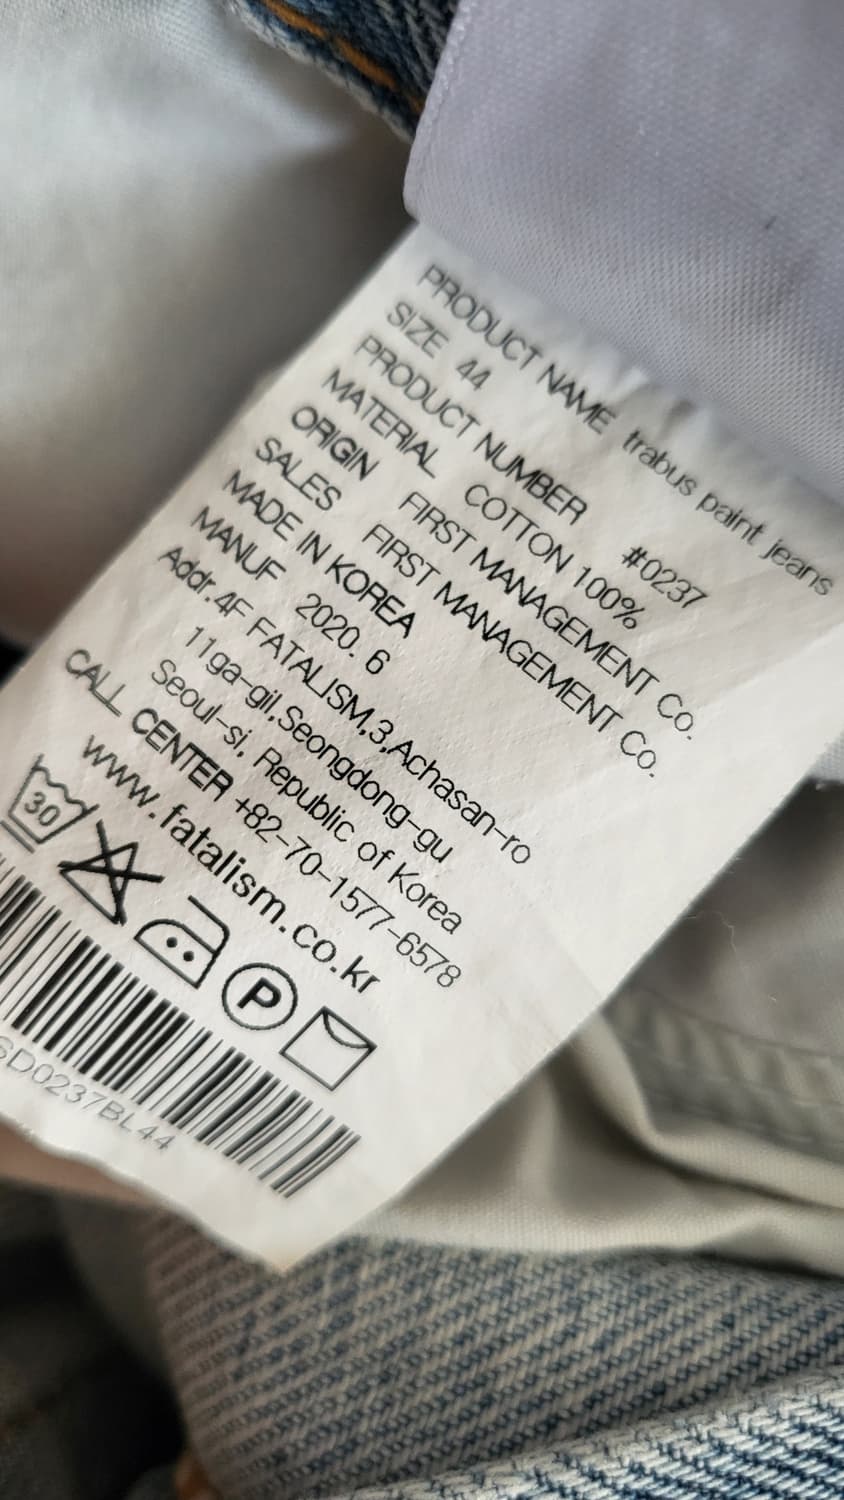 PRODUCT NAME trabus paint jeans
SIZE 44
PRODUCT NUMBER #0237
MATERIAL COTTON 100%
ORIGIN FIRST MANAGEMENT Co.
SALES FIRST MANAGEMENT Co.
MADE IN KOREA
MANUF 2020. 6
Addr.4F FATALISM,3,Achasan-ro
11ga-gil,Seongdong-gu
Seoul-si, Republic of Korea
CALL CENTER +82-70-1577-6578
www.fatalism.co.kr
30
P
6D0237BL44